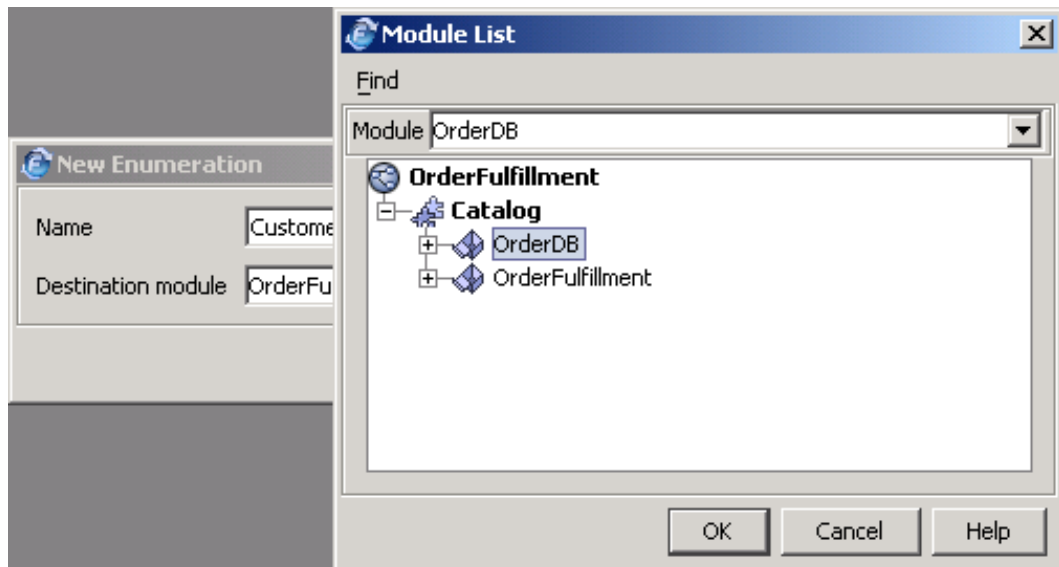 Module List
Find
Module OrderDB
OrderFulfillment
Catalog
OrderDB
OrderFulfillment
OK Cancel Help
New Enumeration
Name Custome
Destination module OrderFu